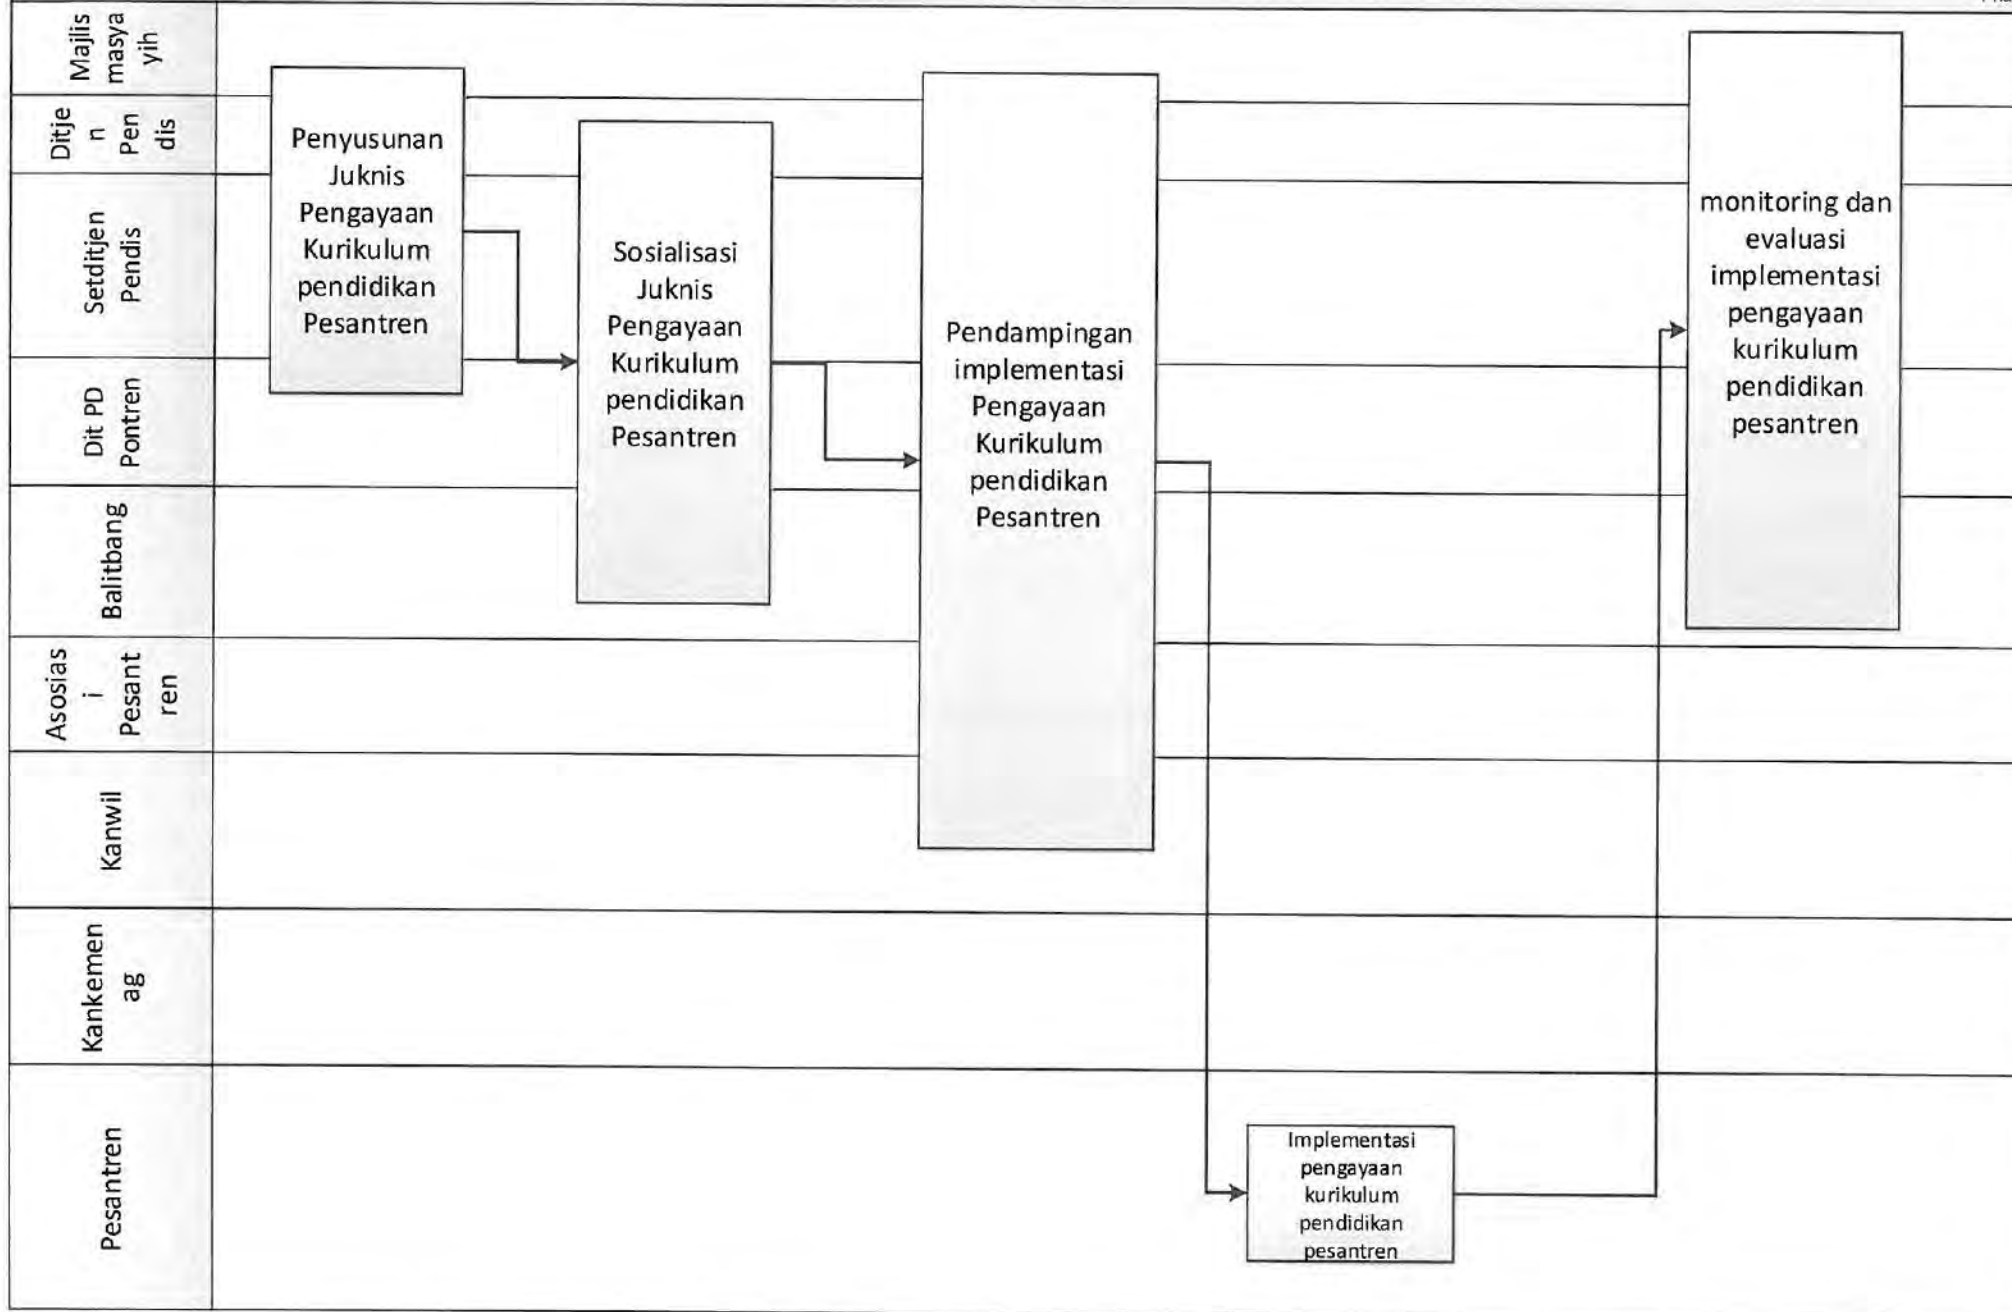 Majlis
masya
yih
Ditje
n
Pen
dis
Setditjen
Pendis
Dit PD
Pontren
Balitbang
Asosias
i
Pesant
ren
Kanwil
Kankemen
ag
Pesantren
Penyusunan
Juknis
Pengayaan
Kurikulum
pendidikan
Pesantren
Sosialisasi
Juknis
Pengayaan
Kurikulum
pendidikan
Pesantren
Pendampingan
implementasi
Pengayaan
Kurikulum
pendidikan
Pesantren
Implementasi
pengayaan
kurikulum
pendidikan
pesantren
monitoring dan
evaluasi
implementasi
pengayaan
kurikulum
pendidikan
pesantren